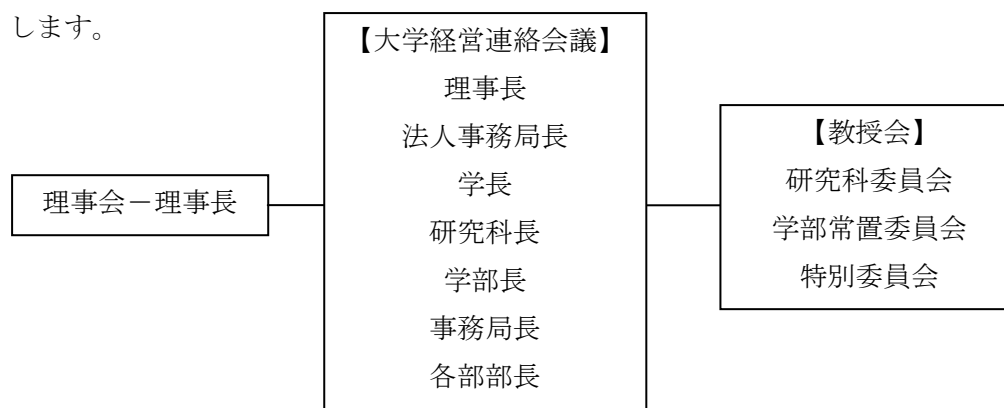 します。
理事会－理事長
【大学経営連絡会議】
理事長
法人事務局長
学長
研究科長
学部長
事務局長
各部部長
【教授会】
研究科委員会
学部常置委員会
特別委員会